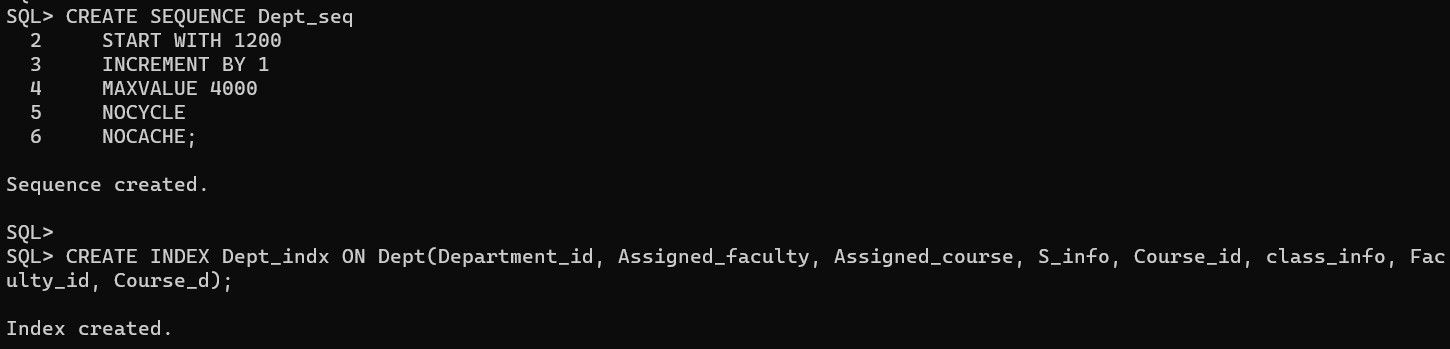 SQL> CREATE SEQUENCE Dept_seq
  2     START WITH 1200
  3     INCREMENT BY 1
  4     MAXVALUE 4000
  5     NOCYCLE
  6     NOCACHE;
Sequence created.
SQL>
SQL> CREATE INDEX Dept_indx ON Dept(Department_id, Assigned_faculty, Assigned_course, S_info, Course_id, class_info, Fac
ulty_id, Course_d);
Index created.